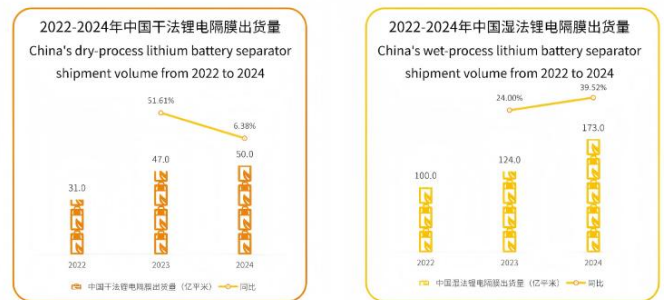 2022-2024年中国干法锂电隔膜出货量
China's dry-process lithium battery separator
shipment volume from 2022 to 2024
51.61%
6.38%
31.0
47.0
50.0
2022
2023
2024
中国干法锂电隔膜出货量（亿平米）
同比
2022-2024年中国湿法锂电隔膜出货量
China's wet-process lithium battery separator
shipment volume from 2022 to 2024
24.00%
39.52%
100.0
124.0
173.0
2022
2023
2024
中国湿法锂电隔膜出货量（亿平米）
同比